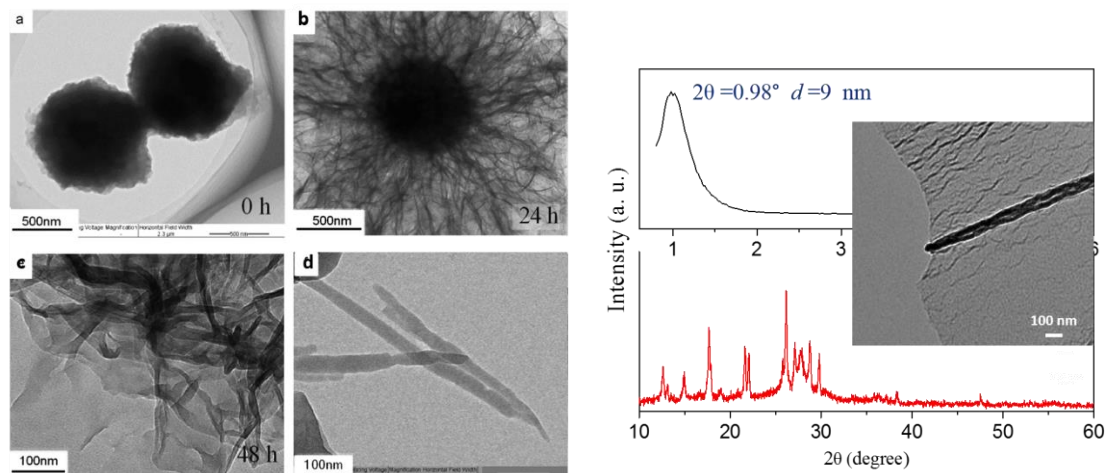 a
0 h
500nm
b
24 h
500nm
c
48 h
100nm
d
100nm
2θ =0.98° d =9 nm
100 nm
1 2 3 6
Intensity (a. u.)
10 20 30 40 50 60
2θ (degree)